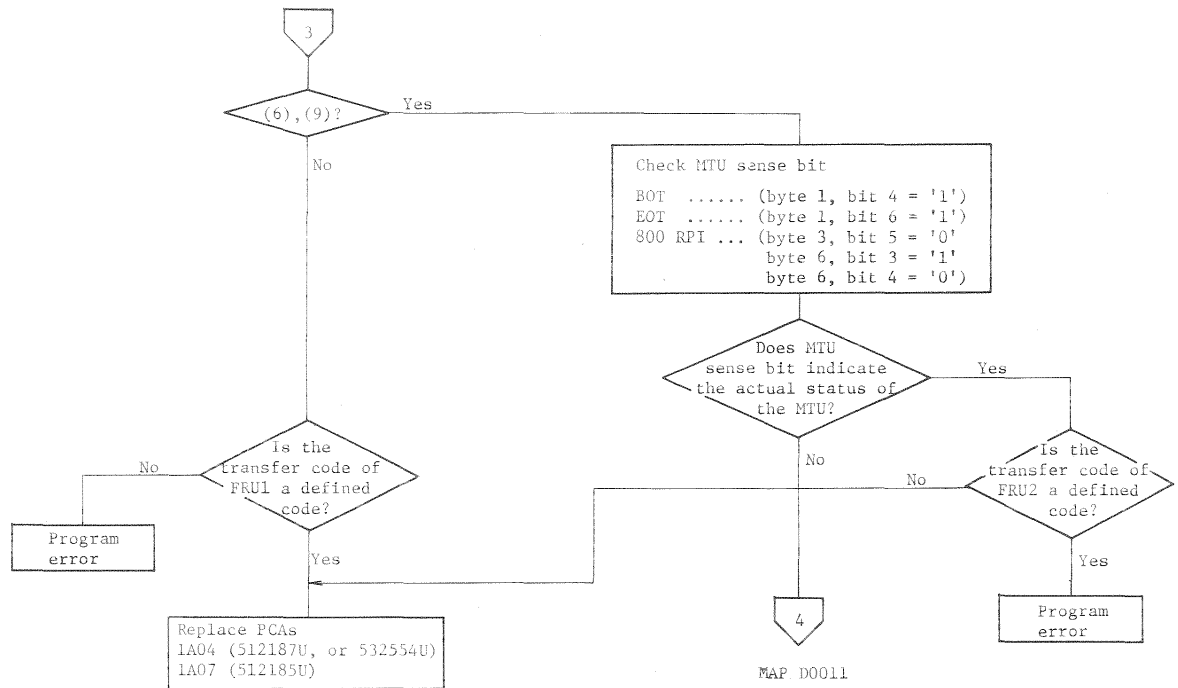 3
(6),(9)?
Yes
No
Check MTU sense bit
BOT ...... (byte 1, bit 4 = '1')
EOT ...... (byte 1, bit 6 = '1')
800 RPI ... (byte 3, bit 5 = '0'
byte 6, bit 3 = '1'
byte 6, bit 4 = '0')
Does MTU
sense bit indicate
the actual status of
the MTU?
Yes
No
Is the
transfer code of
FRU1 a defined
code?
No
Yes
Program
error
Is the
transfer code of
FRU2 a defined
code?
No
Yes
Program
error
Replace PCAs
1A04 (512187U, or 532554U)
1A07 (512185U)
4
MAP D0011